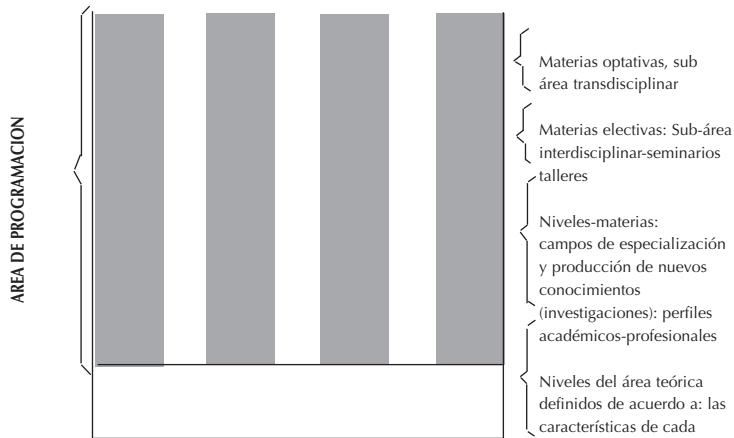 AREA DE PROGRAMACION
Materias optativas, sub
área transdisciplinar
Materias electivas: Sub-área
interdisciplinar-seminarios
talleres
Niveles-materias:
campos de especialización
y producción de nuevos
conocimientos
(investigaciones): perfiles
académicos-profesionales
Niveles del área teórica
definidos de acuerdo a: las
características de cada